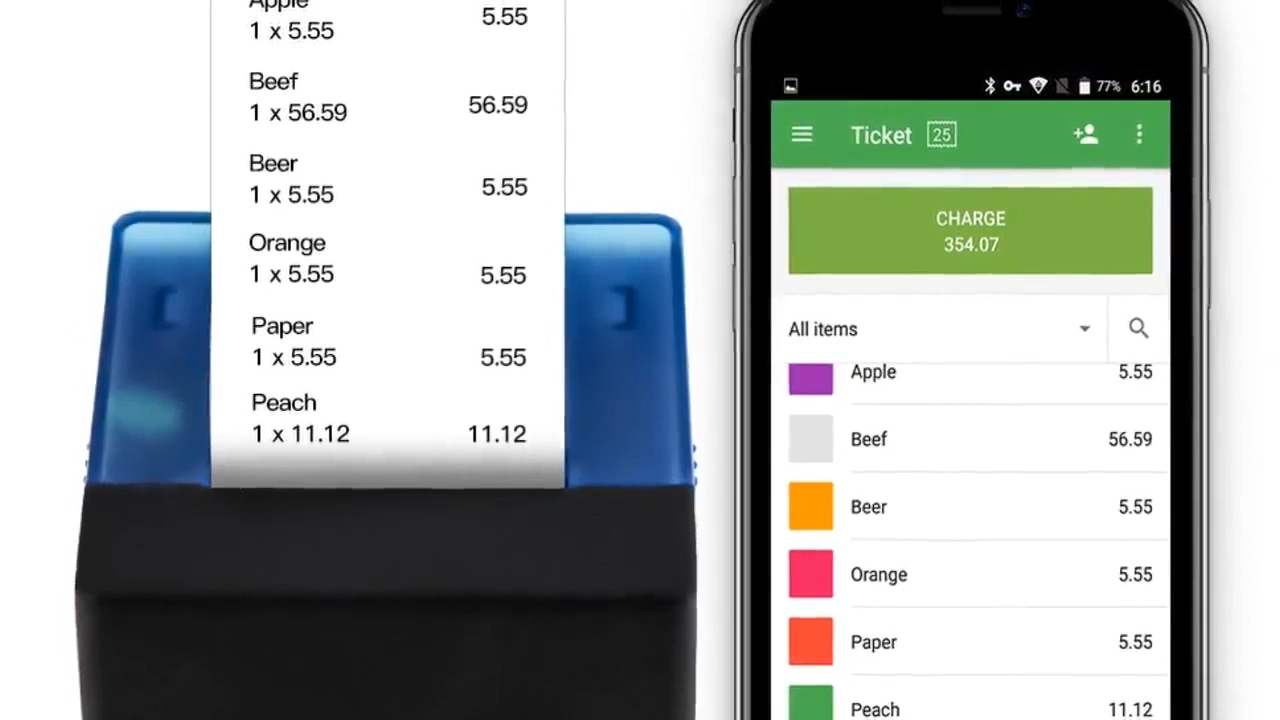 Apple
1 x 5.55 5.55
Beef
1 x 56.59 56.59
Beer
1 x 5.55 5.55
Orange
1 x 5.55 5.55
Paper
1 x 5.55 5.55
Peach
1 x 11.12 11.12
77% 6:16
Ticket 25
CHARGE
354.07
All items
Apple 5.55
Beef 56.59
Beer 5.55
Orange 5.55
Paper 5.55
Peach 11.12